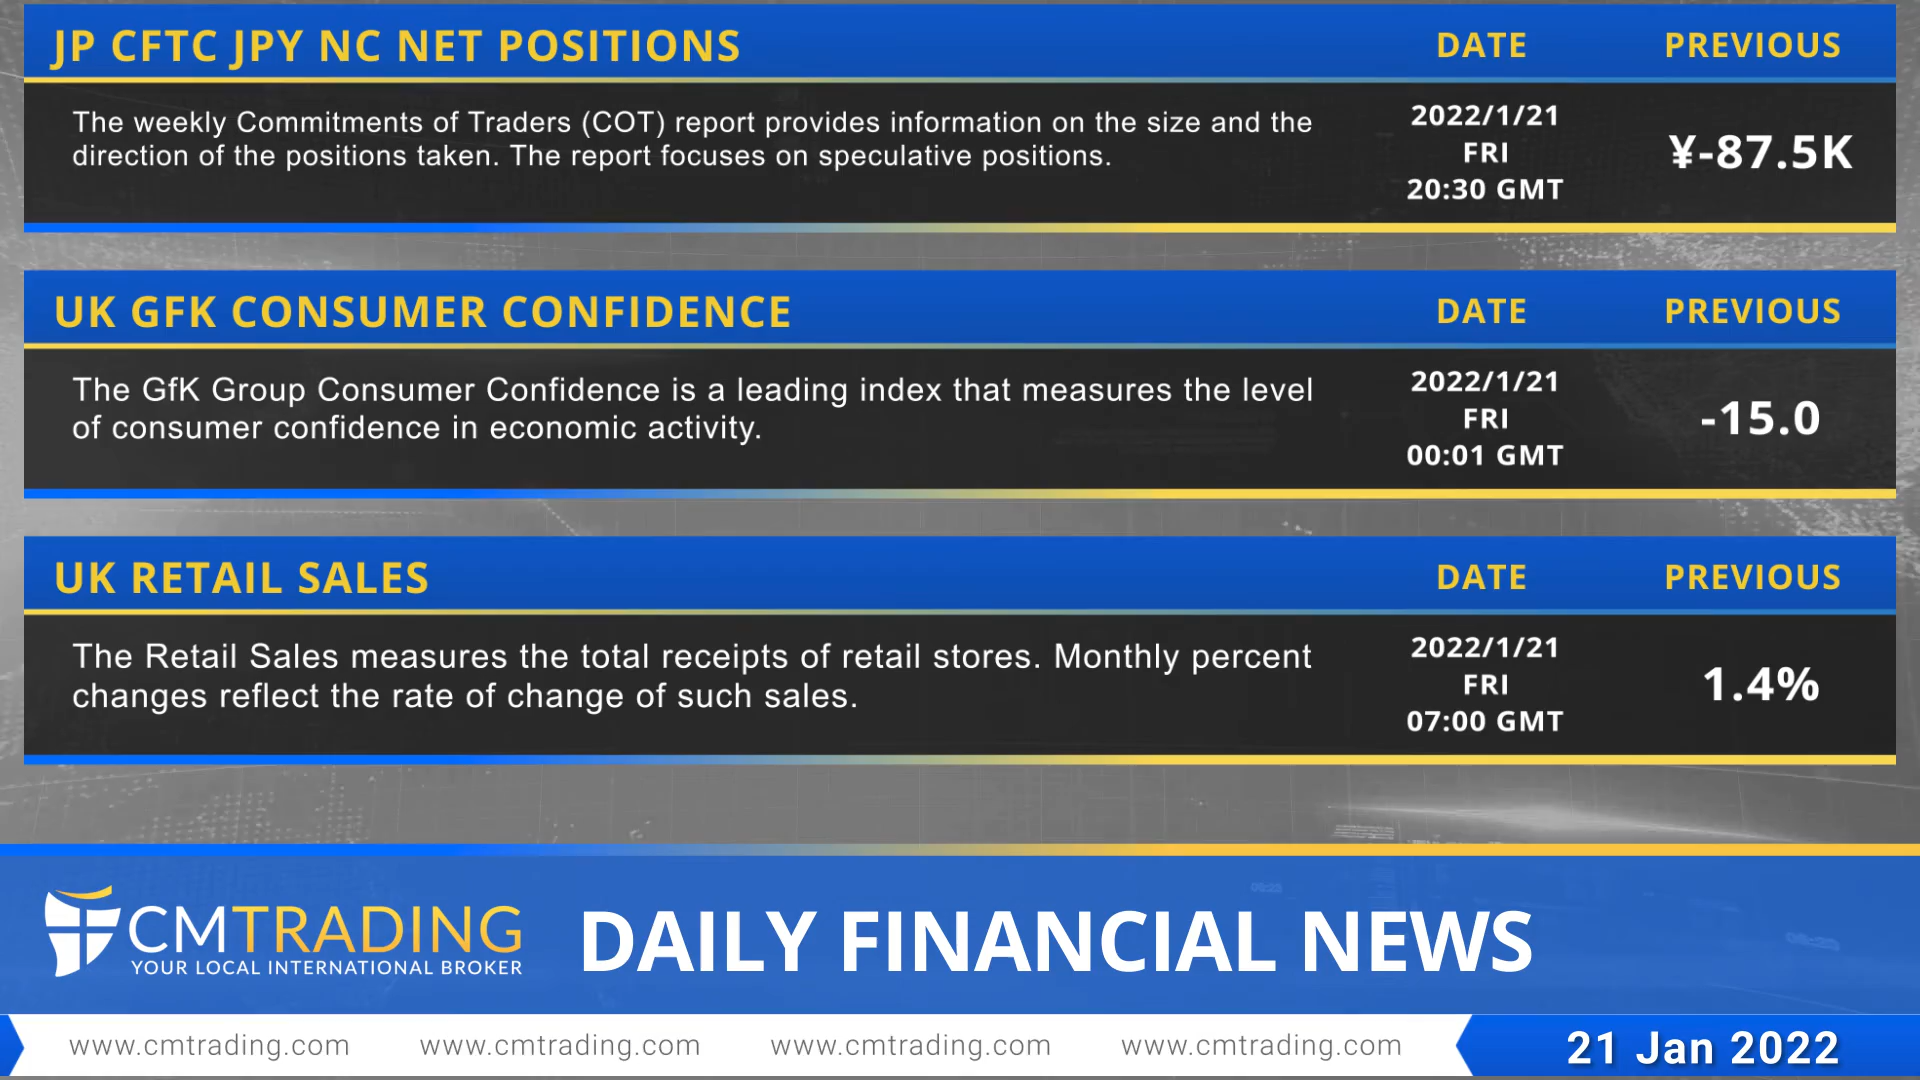 JP CFTC JPY NC NET POSITIONS
DATE
PREVIOUS
The weekly Commitments of Traders (COT) report provides information on the size and the
direction of the positions taken. The report focuses on speculative positions.
2022/1/21
FRI
20:30 GMT
¥-87.5K
UK GFK CONSUMER CONFIDENCE
DATE
PREVIOUS
The GfK Group Consumer Confidence is a leading index that measures the level
of consumer confidence in economic activity.
2022/1/21
FRI
00:01 GMT
-15.0
UK RETAIL SALES
DATE
PREVIOUS
The Retail Sales measures the total receipts of retail stores. Monthly percent
changes reflect the rate of change of such sales.
2022/1/21
FRI
07:00 GMT
1.4%
CMTRADING
YOUR LOCAL INTERNATIONAL BROKER
DAILY FINANCIAL NEWS
www.cmtrading.com www.cmtrading.com www.cmtrading.com www.cmtrading.com
21 Jan 2022